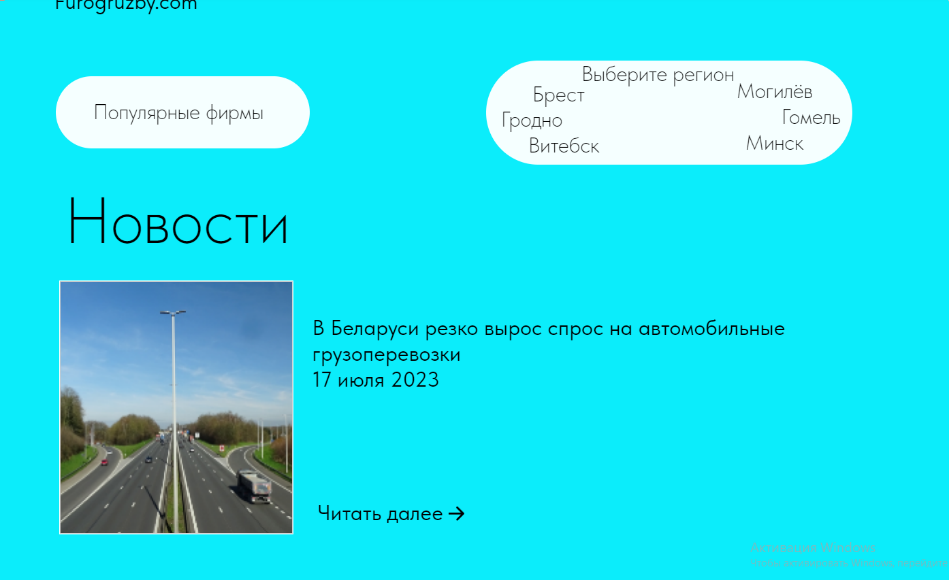 Furogruzby.com
Популярные фирмы
Выберите регион
Брест
Могилёв
Гродно
Гомель
Витебск
Минск
Новости
В Беларуси резко вырос спрос на автомобильные
грузоперевозки
17 июля 2023
Читать далее →